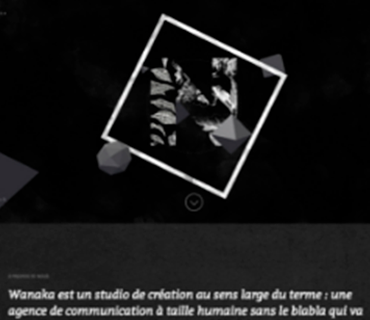 Wanaka est un studio de création au sens large du terme : une
agence de communication à taille humaine sans le blabla qui va